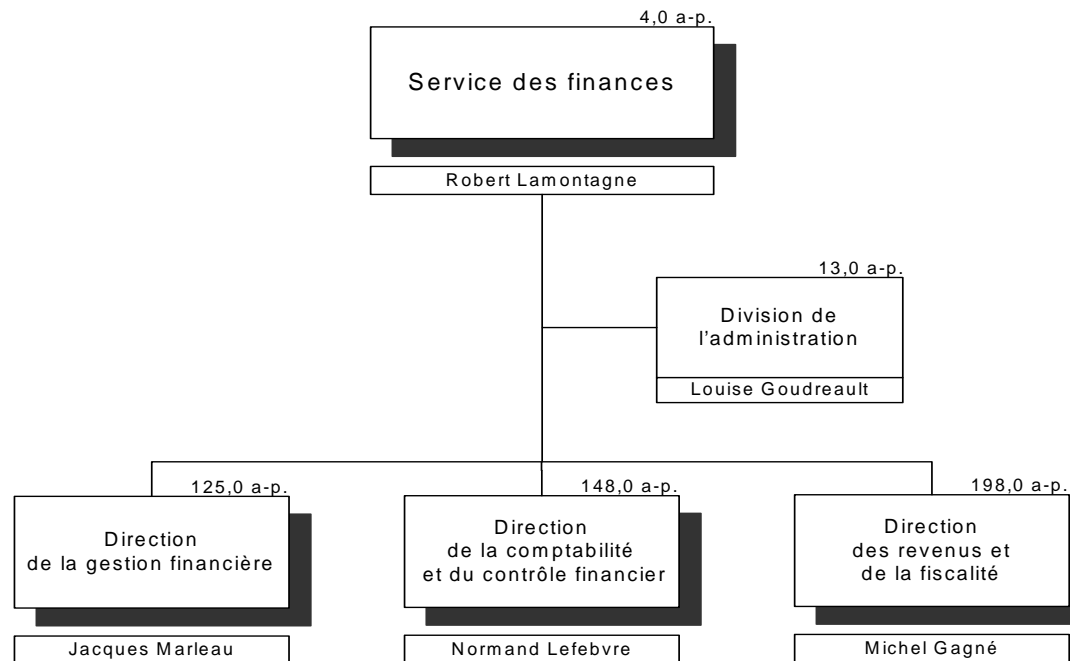 4,0 a-p.
Service des finances
Robert Lamontagne
13,0 a-p.
Division de
l'administration
Louise Goudreault
125,0 a-p.
Direction
de la gestion financière
Jacques Marleau
148,0 a-p.
Direction
de la comptabilité
et du contrôle financier
Normand Lefebvre
198,0 a-p.
Direction
des revenus et
de la fiscalité
Michel Gagné